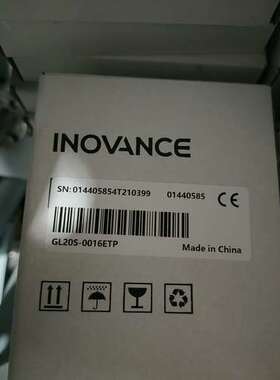 INOVANCE
SN: 014405854T210399 01440585 CE
GL20S-0016ETP Made in China